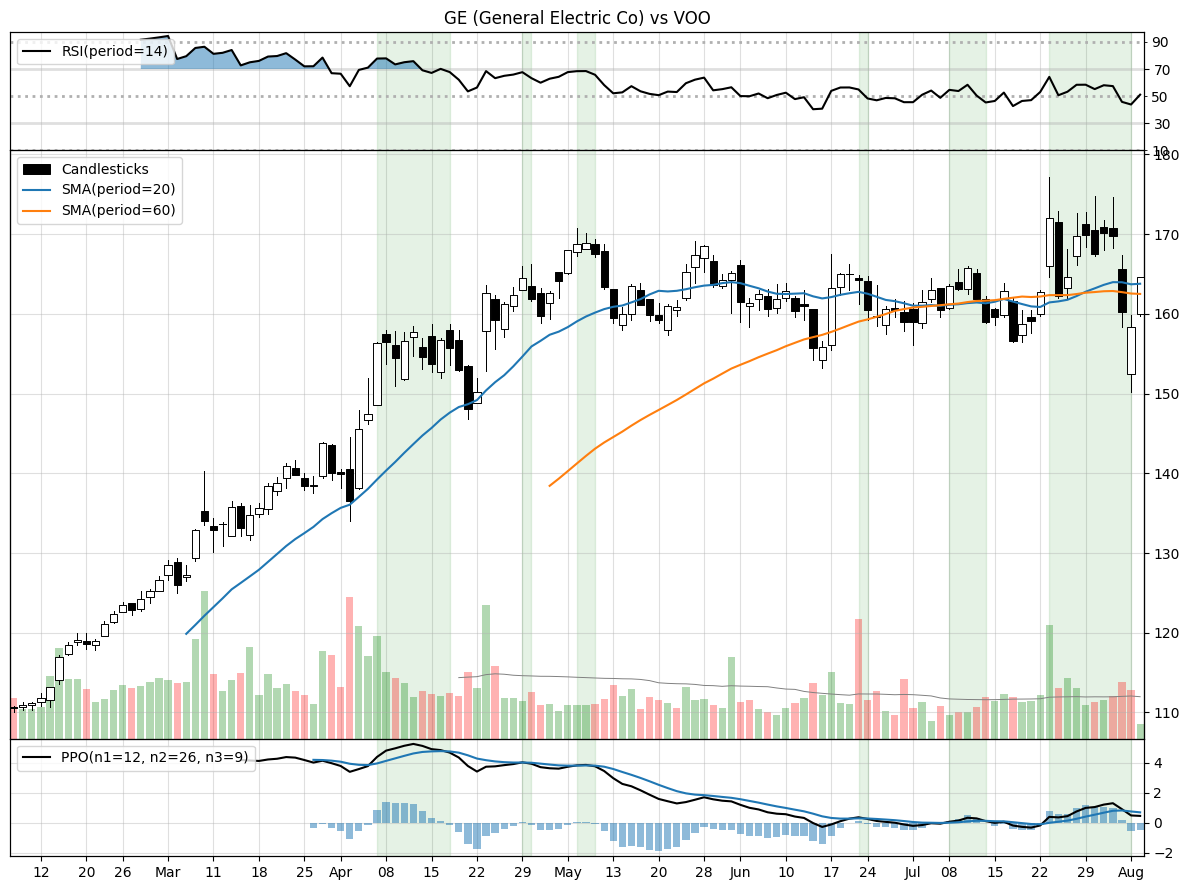 GE (General Electric Co) vs VOO
RSI(period=14)
90
70
50
30
10
Candlesticks
SMA(period=20)
SMA(period=60)
180
170
160
150
140
130
120
110
PPO(n1=12, n2=26, n3=9)
4
2
0
−2
12 20 26 Mar 11 18 25 Apr 08 15 22 29 May 13 20 28 Jun 10 17 24 Jul 08 15 22 29 Aug